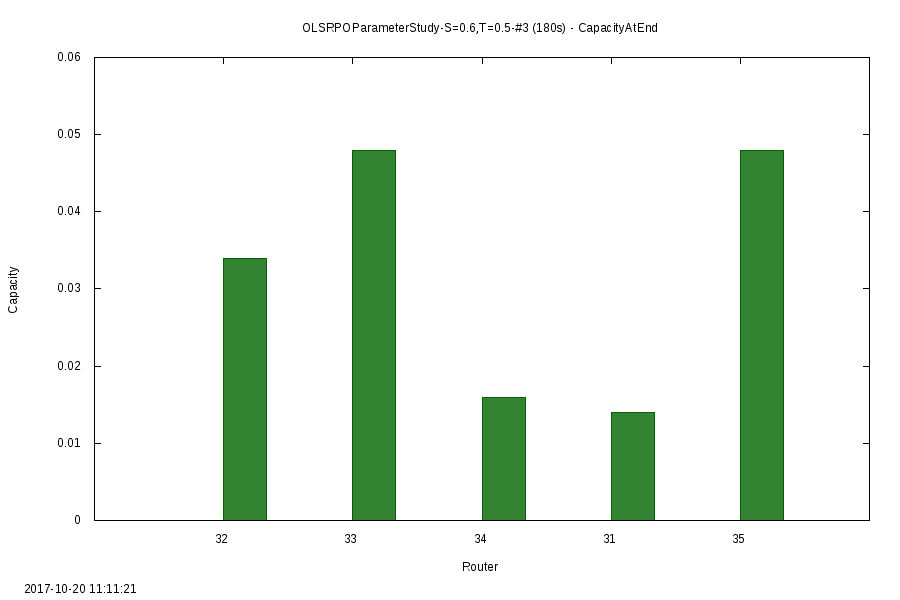 OLSRPOParameterStudy-S=0.6,T=0.5-#3 (180s) - CapacityAtEnd
0.06
0.05
0.04
0.03
0.02
0.01
0
Capacity
32 33 34 31 35
Router
2017-10-20 11:11:21